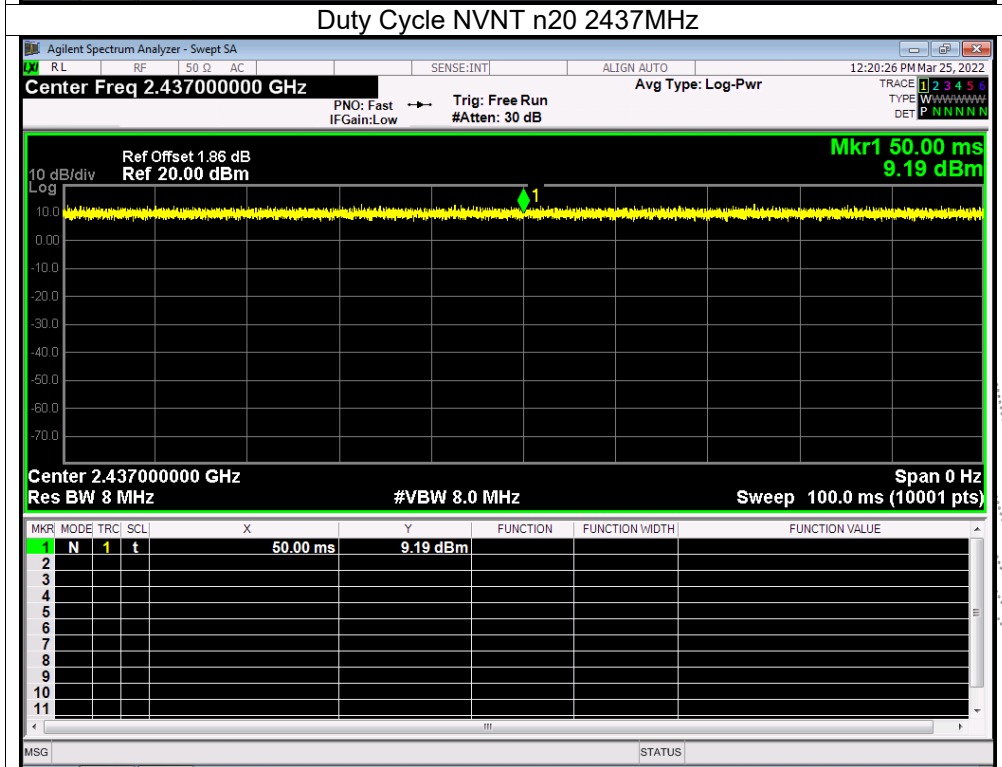 Duty Cycle NVNT n20 2437MHz
Agilent Spectrum Analyzer - Swept SA
LXI RL RF 50 Ω AC SENSE:INT ALIGN AUTO 12:20:26 PM Mar 25, 2022
Center Freq 2.437000000 GHz Avg Type: Log-Pwr TRACE 1 2 3 4 5 6
PNO: Fast Trig: Free Run TYPE WWWWWW
IFGain:Low #Atten: 30 dB DET P N N N N N
Ref Offset 1.86 dB Mkr1 50.00 ms
10 dB/div Ref 20.00 dBm 9.19 dBm
Log
1
10.0
0.00
-10.0
-20.0
-30.0
-40.0
-50.0
-60.0
-70.0
Center 2.437000000 GHz Span 0 Hz
Res BW 8 MHz #VBW 8.0 MHz Sweep 100.0 ms (10001 pts)
MKR MODE TRC SCL X Y FUNCTION FUNCTION WIDTH FUNCTION VALUE
1 N 1 t 50.00 ms 9.19 dBm
2
3
4
5
6
7
8
9
10
11
MSG STATUS